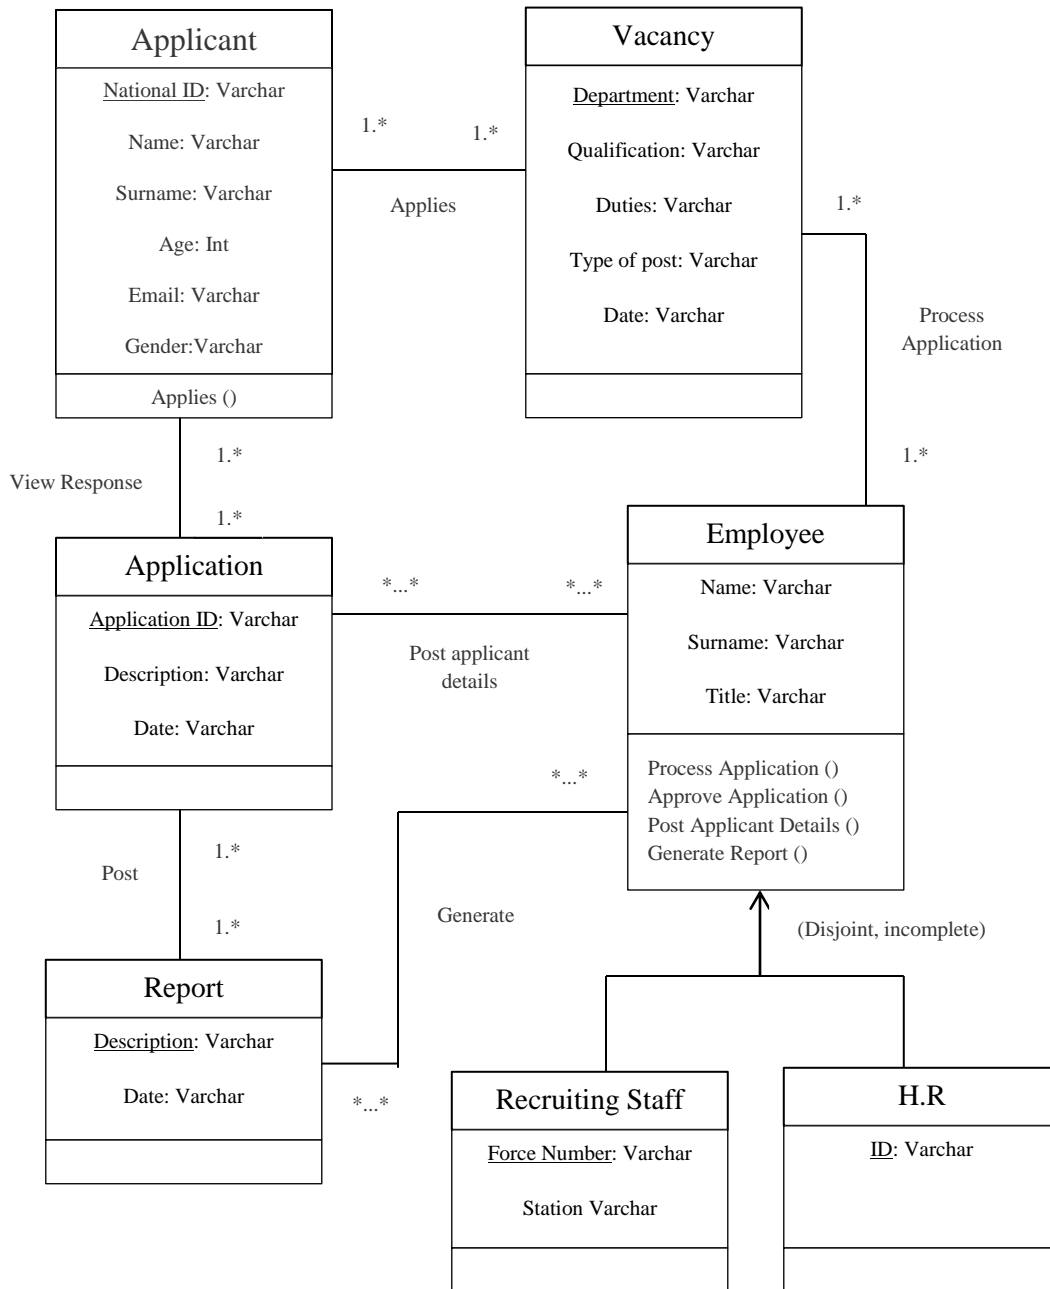 Applicant
National ID: Varchar
Name: Varchar
Surname: Varchar
Age: Int
Email: Varchar
Gender:Varchar
Applies ()
1.*
1.*
Applies
Vacancy
Department: Varchar
Qualification: Varchar
Duties: Varchar
Type of post: Varchar
Date: Varchar
1.*
Process
Application
1.*
1.*
View Response
1.*
Application
Application ID: Varchar
Description: Varchar
Date: Varchar
*...*
*...*
Post applicant
details
Employee
Name: Varchar
Surname: Varchar
Title: Varchar
Process Application ()
Approve Application ()
Post Applicant Details ()
Generate Report ()
*...*
1.*
Post
1.*
Generate
(Disjoint, incomplete)
Report
Description: Varchar
Date: Varchar
*...*
Recruiting Staff
Force Number: Varchar
Station Varchar
H.R
ID: Varchar